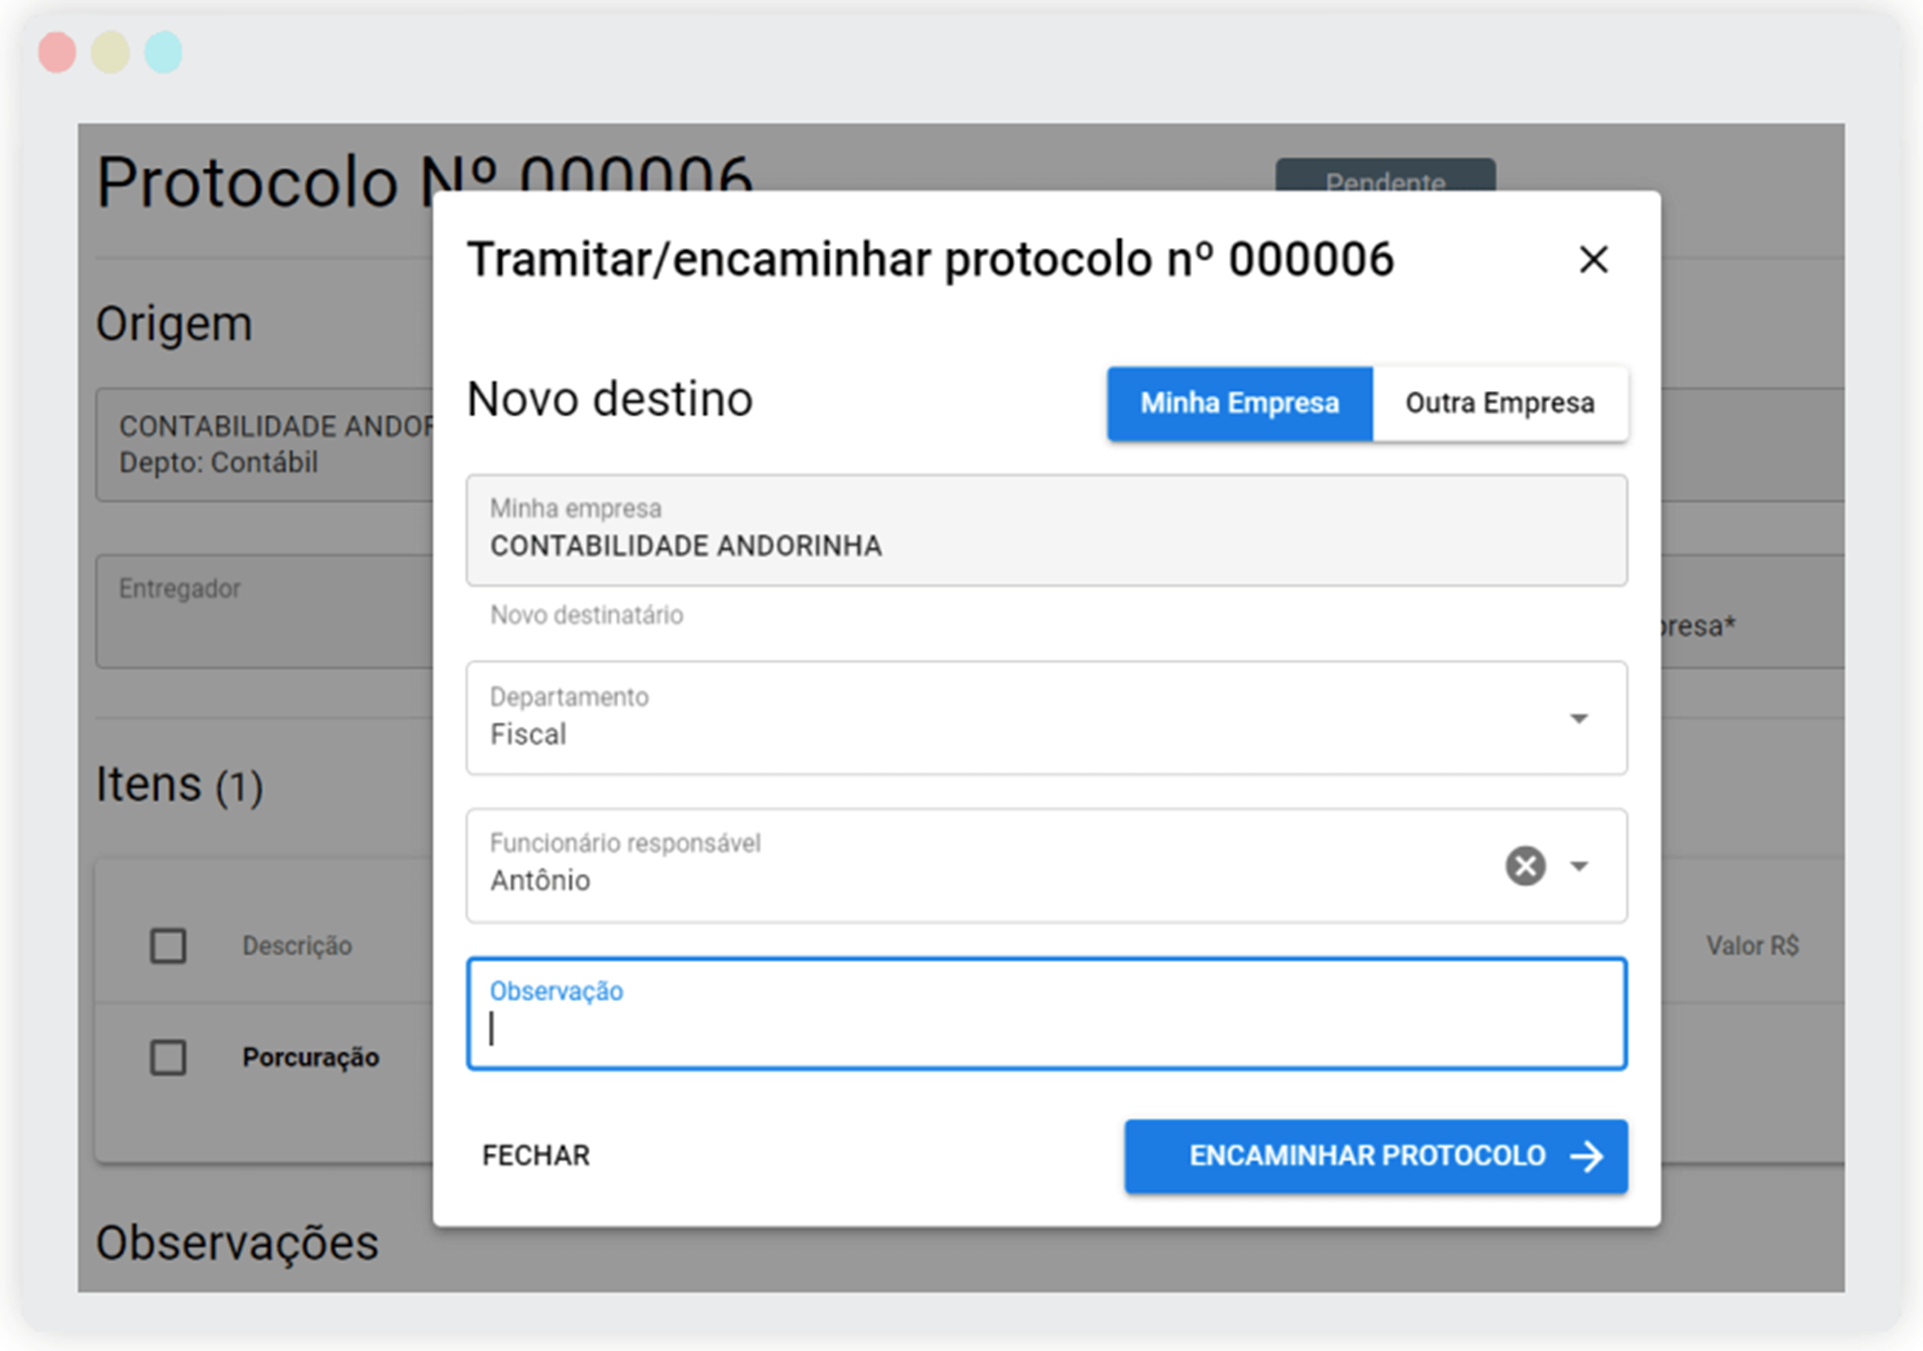 Protocolo Nº 000006
Pendente
Tramitar/encaminhar protocolo nº 000006
Origem
Novo destino
Minha Empresa
Outra Empresa
CONTABILIDADE ANDOR
Depto: Contábil
Minha empresa
CONTABILIDADE ANDORINHA
Entregador
Novo destinatário
presa*
Departamento
Fiscal
Itens (1)
Funcionário responsável
Antônio
Descrição
Valor R$
Observação
Porcuração
FECHAR
ENCAMINHAR PROTOCOLO
Observações